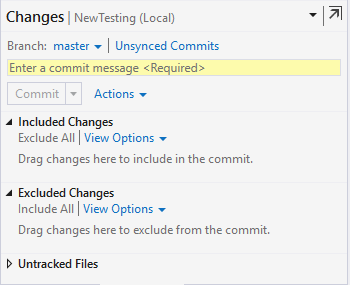 Changes | NewTesting (Local)
Branch: master | Unsynced Commits
Enter a commit message <Required>
Commit | Actions
Included Changes
Exclude All | View Options
Drag changes here to include in the commit.
Excluded Changes
Include All | View Options
Drag changes here to exclude from the commit.
Untracked Files